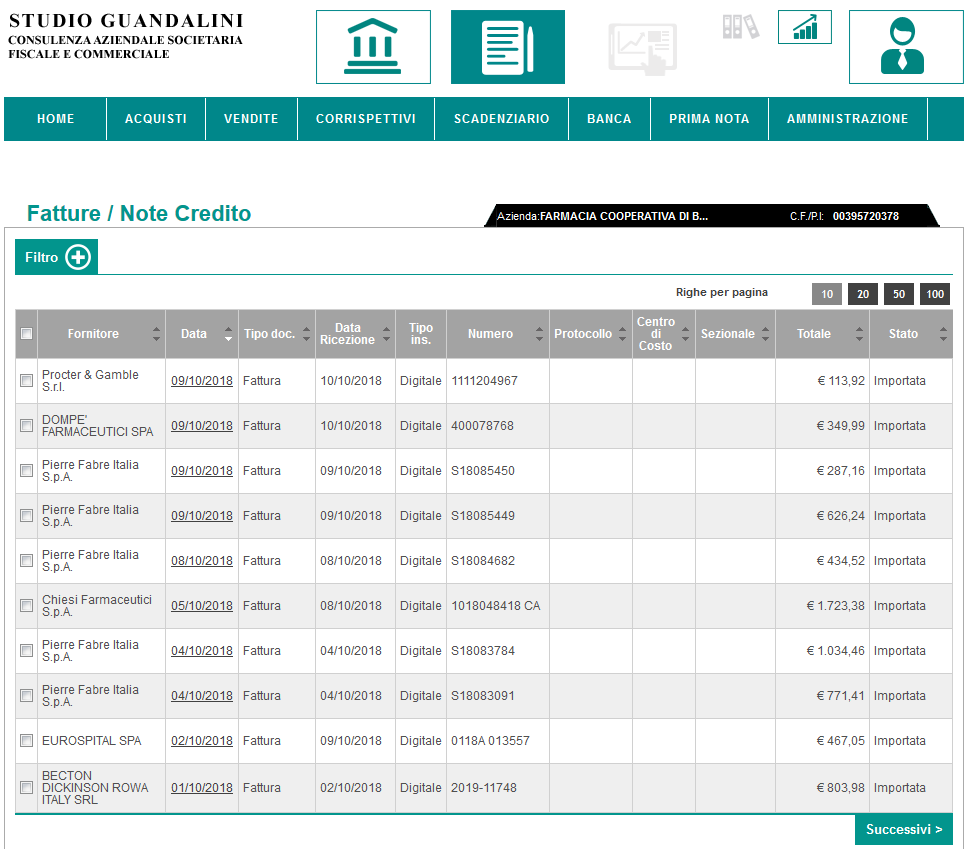 STUDIO GUANDALINI
CONSULENZA AZIENDALE SOCIETARIA
FISCALE E COMMERCIALE
HOME ACQUISTI VENDITE CORRISPETTIVI SCADENZIARIO BANCA PRIMA NOTA AMMINISTRAZIONE
Fatture / Note Credito
Azienda:FARMACIA COOPERATIVA DI B... C.F./P.I: 00395720378
Filtro
Righe per pagina 10 20 50 100
Fornitore Data Tipo doc. Data Ricezione Tipo ins. Numero Protocollo Centro di Costo Sezionale Totale Stato
Procter & Gamble S.r.l. 09/10/2018 Fattura 10/10/2018 Digitale 1111204967 € 113,92 Importata
DOMPE' FARMACEUTICI SPA 09/10/2018 Fattura 10/10/2018 Digitale 400078768 € 349,99 Importata
Pierre Fabre Italia S.p.A. 09/10/2018 Fattura 09/10/2018 Digitale S18085450 € 287,16 Importata
Pierre Fabre Italia S.p.A. 09/10/2018 Fattura 09/10/2018 Digitale S18085449 € 626,24 Importata
Pierre Fabre Italia S.p.A. 08/10/2018 Fattura 08/10/2018 Digitale S18084682 € 434,52 Importata
Chiesi Farmaceutici S.p.A. 05/10/2018 Fattura 08/10/2018 Digitale 1018048418 CA € 1.723,38 Importata
Pierre Fabre Italia S.p.A. 04/10/2018 Fattura 04/10/2018 Digitale S18083784 € 1.034,46 Importata
Pierre Fabre Italia S.p.A. 04/10/2018 Fattura 04/10/2018 Digitale S18083091 € 771,41 Importata
EUROSPITAL SPA 02/10/2018 Fattura 09/10/2018 Digitale 0118A 013557 € 467,05 Importata
BECTON DICKINSON ROWA ITALY SRL 01/10/2018 Fattura 02/10/2018 Digitale 2019-11748 € 803,98 Importata
Successivi >